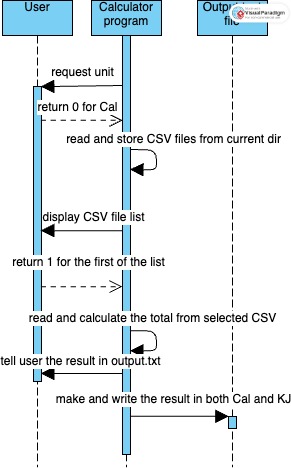 User
Calculator
program
Output
file
Visual Paradigm
request unit
return 0 for Cal
read and store CSV files from current dir
display CSV file list
return 1 for the first of the list
read and calculate the total from selected CSV
tell user the result in output.txt
make and write the result in both Cal and KJ